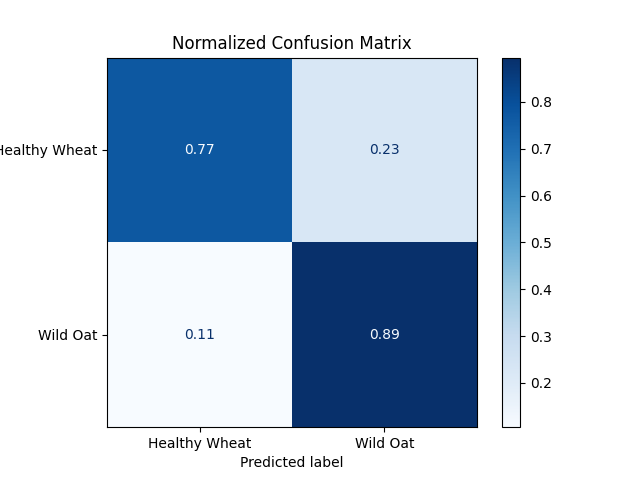 Normalized Confusion Matrix
Healthy Wheat
0.77
0.23
Wild Oat
0.11
0.89
Healthy Wheat
Wild Oat
Predicted label
0.8
0.7
0.6
0.5
0.4
0.3
0.2